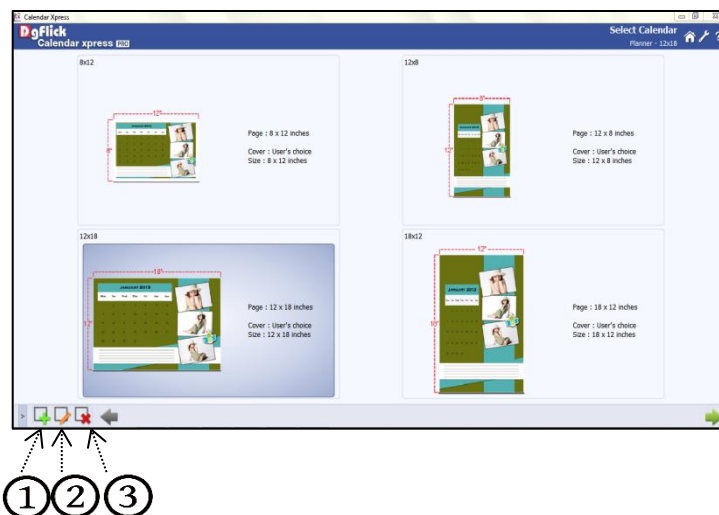 Calendar Xpress
DgFlick
Calendar xpress PRO
Select Calendar
Planner - 12x18
?
8x12
12"
8"
JANUARY 2013
Page : 8 x 12 inches
Cover : User's choice
Size : 8 x 12 inches
12x8
8"
12"
Page : 12 x 8 inches
Cover : User's choice
Size : 12 x 8 inches
12x18
18"
12"
JANUARY 2013
Page : 12 x 18 inches
Cover : User's choice
Size : 12 x 18 inches
18x12
12"
18"
JANUARY 2013
Page : 18 x 12 inches
Cover : User's choice
Size : 18 x 12 inches
>
1 2 3